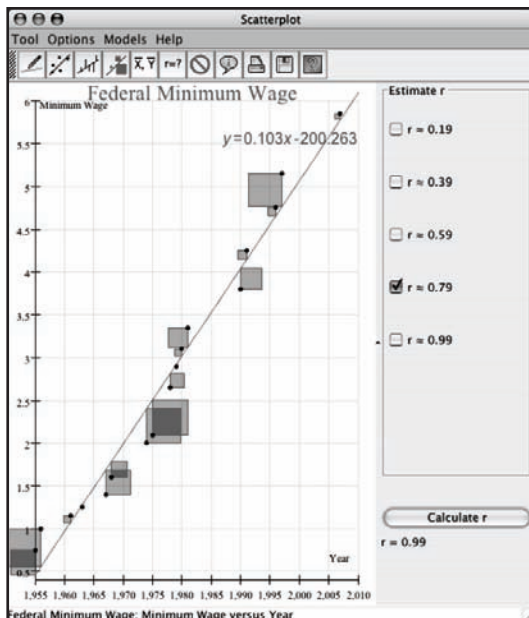 Scatterplot
Tool Options Models Help
x̄, ȳ r=?
Federal Minimum Wage
Minimum Wage
y=0.103x-200.263
6
5.5
5
4.5
4
3.5
3
2.5
2
1.5
1
0.5
Year
1,955 1,960 1,965 1,970 1,975 1,980 1,985 1,990 1,995 2,000 2,005 2,010
Estimate r
r ≈ 0.19
r ≈ 0.39
r ≈ 0.59
r ≈ 0.79
r ≈ 0.99
Calculate r
r = 0.99
Federal Minimum Wage: Minimum Wage versus Year